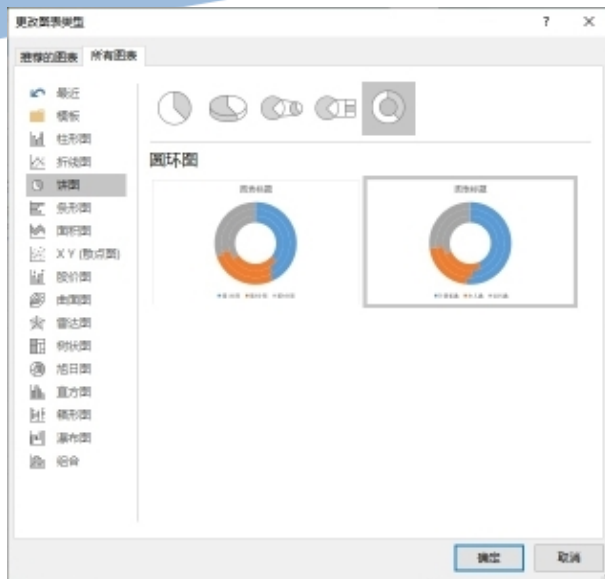 更改图表类型
?
×
推荐的图表 所有图表
最近
模板
柱形图
折线图
饼图
条形图
面积图
X Y (散点图)
股价图
曲面图
雷达图
树状图
旭日图
直方图
箱形图
瀑布图
组合
圆环图
图表标题
图表标题
确定
取消